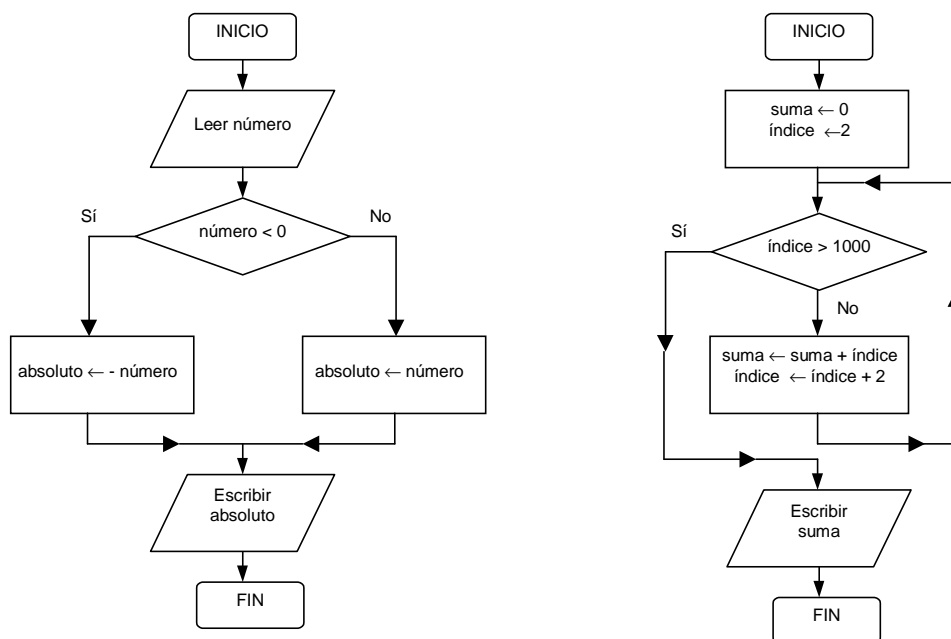 INICIO
Leer número
Sí
No
número < 0
absoluto ← - número
absoluto ← número
Escribir
absoluto
FIN
INICIO
suma ← 0
índice ←2
Sí
índice > 1000
No
suma ← suma + índice
índice ← índice + 2
Escribir
suma
FIN